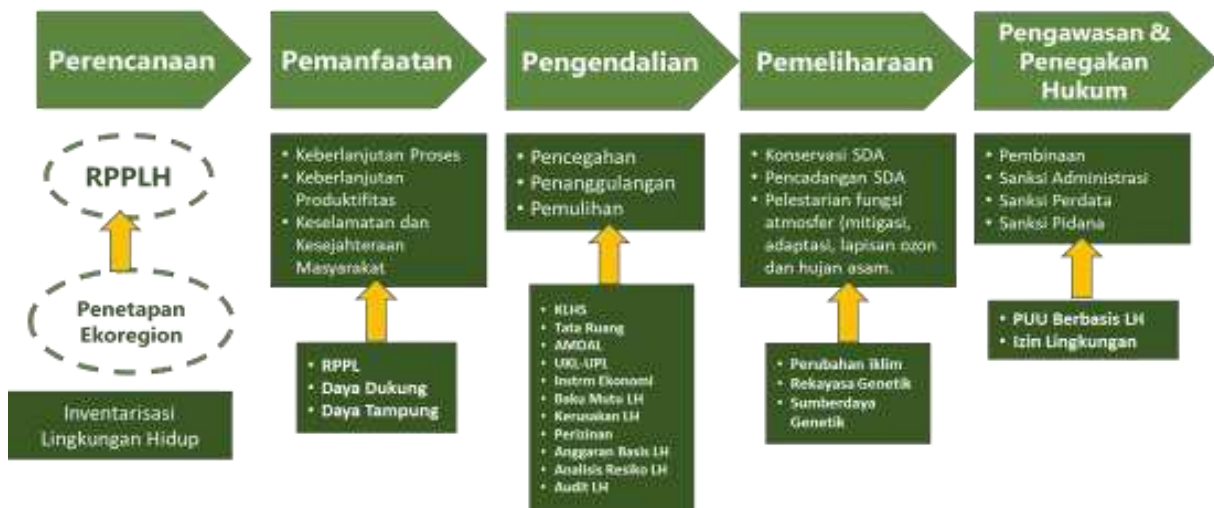 Perencanaan
Pemanfaatan
Pengendalian
Pemeliharaan
Pengawasan &
Penegakan
Hukum
RPPLH
Penetapan
Ekoregion
Inventarisasi
Lingkungan Hidup
• Keberlanjutan Proses
• Keberlanjutan
Produktifitas
• Keselamatan dan
Kesejahteraan
Masyarakat
• RPPL
• Daya Dukung
• Daya Tampung
• Pencegahan
• Penanggulangan
• Pemulihan
• KLHS
• Tata Ruang
• AMDAL
• UKL-UPL
• Instrm Ekonomi
• Baku Mutu LH
• Kerusakan LH
• Perizinan
• Anggaran Basis LH
• Analisis Resiko LH
• Audit LH
• Konservasi SDA
• Pencadangan SDA
• Pelestarian fungsi
atmosfer (mitigasi,
adaptasi, lapisan ozon
dan hujan asam.
• Perubahan iklim
• Rekayasa Genetik
• Sumberdaya
Genetik
• Pembinaan
• Sanksi Administrasi
• Sanksi Perdata
• Sanksi Pidana
• PUU Berbasis LH
• Izin Lingkungan